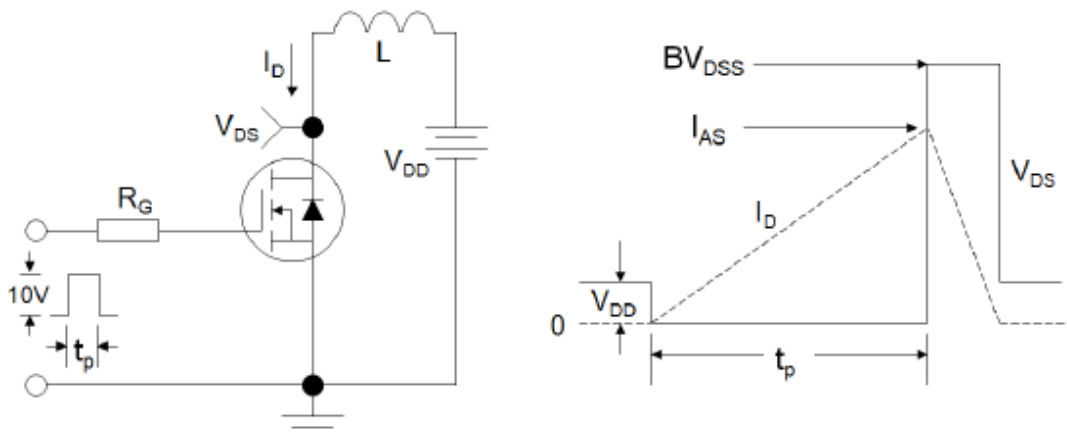 L
I_D
V_DS
V_DD
R_G
10V
t_p
BV_DSS
I_AS
V_DS
I_D
V_DD
0
t_p